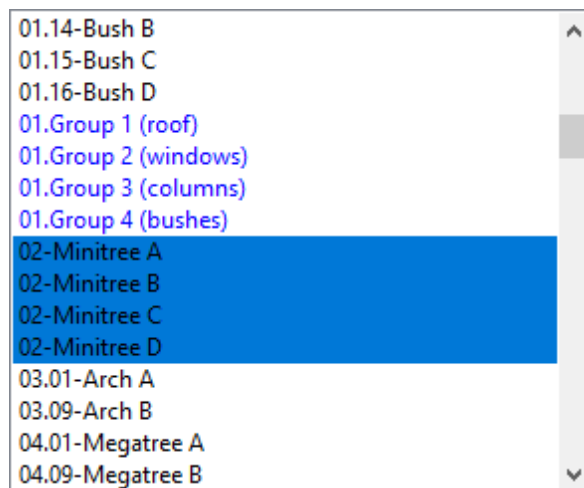 01.14-Bush B
01.15-Bush C
01.16-Bush D
01.Group 1 (roof)
01.Group 2 (windows)
01.Group 3 (columns)
01.Group 4 (bushes)
02-Minitree A
02-Minitree B
02-Minitree C
02-Minitree D
03.01-Arch A
03.09-Arch B
04.01-Megatree A
04.09-Megatree B